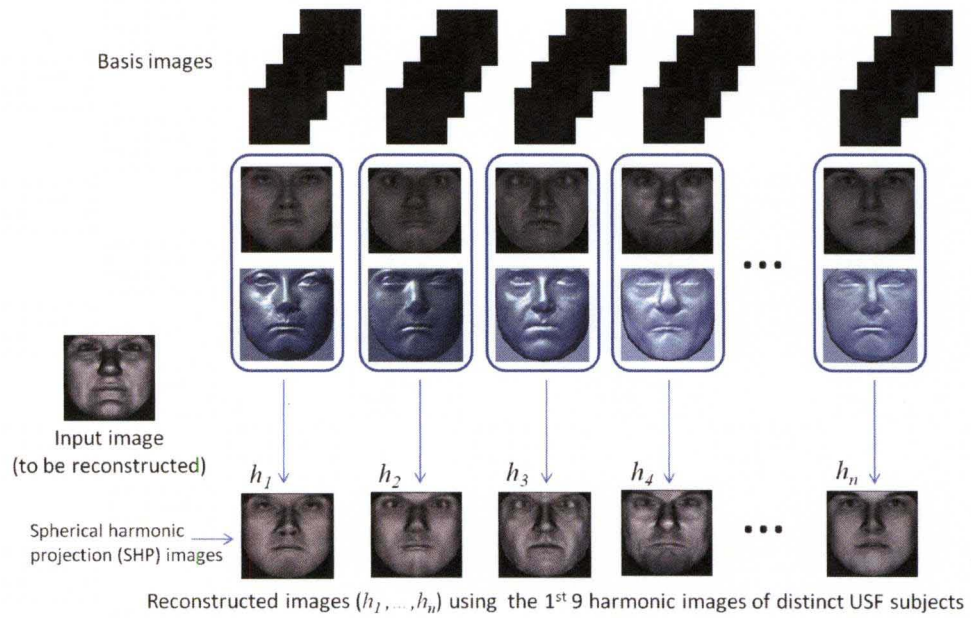 Basis images
...
Input image
(to be reconstructed)
h1 h2 h3 h4 hn
Spherical harmonic
projection (SHP) images
...
Reconstructed images (h1,...,hn) using the 1st 9 harmonic images of distinct USF subjects